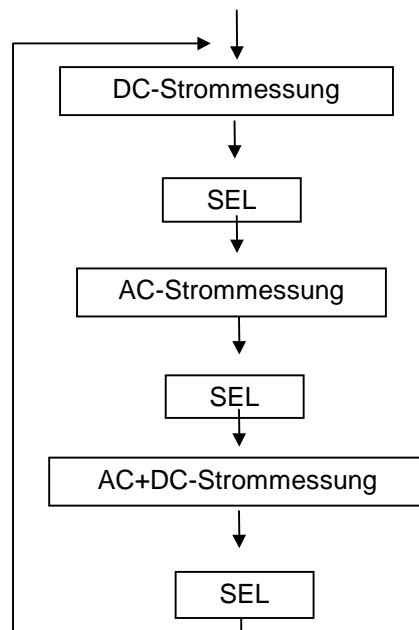 DC-Strommessung
SEL
AC-Strommessung
SEL
AC+DC-Strommessung
SEL